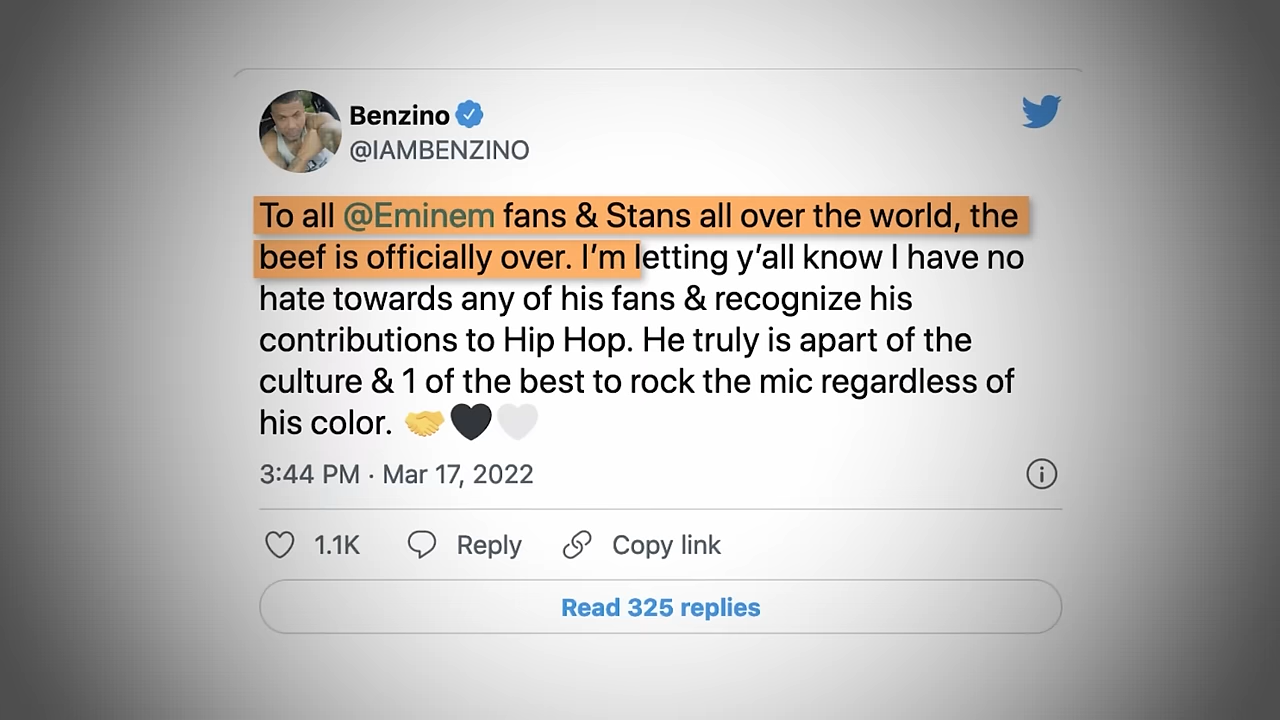 Benzino
@IAMBENZINO
To all @Eminem fans & Stans all over the world, the
beef is officially over. I’m letting y’all know I have no
hate towards any of his fans & recognize his
contributions to Hip Hop. He truly is apart of the
culture & 1 of the best to rock the mic regardless of
his color. 🤝🖤🤍
3:44 PM · Mar 17, 2022
1.1K Reply Copy link
Read 325 replies